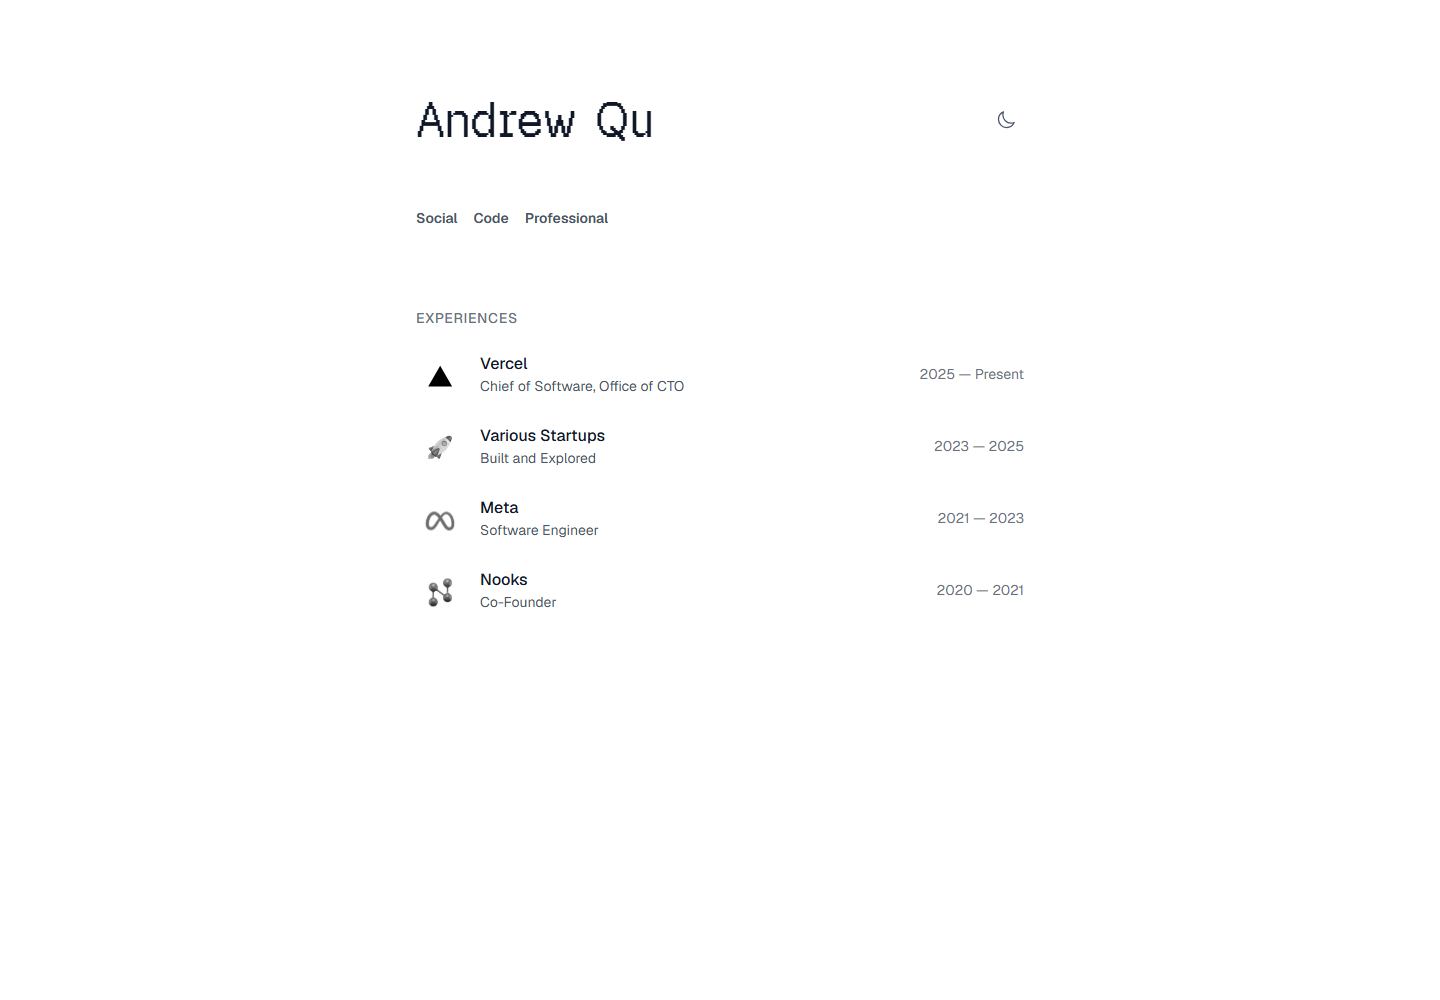 Andrew Qu
Social Code Professional
EXPERIENCES
Vercel
Chief of Software, Office of CTO
2025 — Present
Various Startups
Built and Explored
2023 — 2025
Meta
Software Engineer
2021 — 2023
Nooks
Co-Founder
2020 — 2021